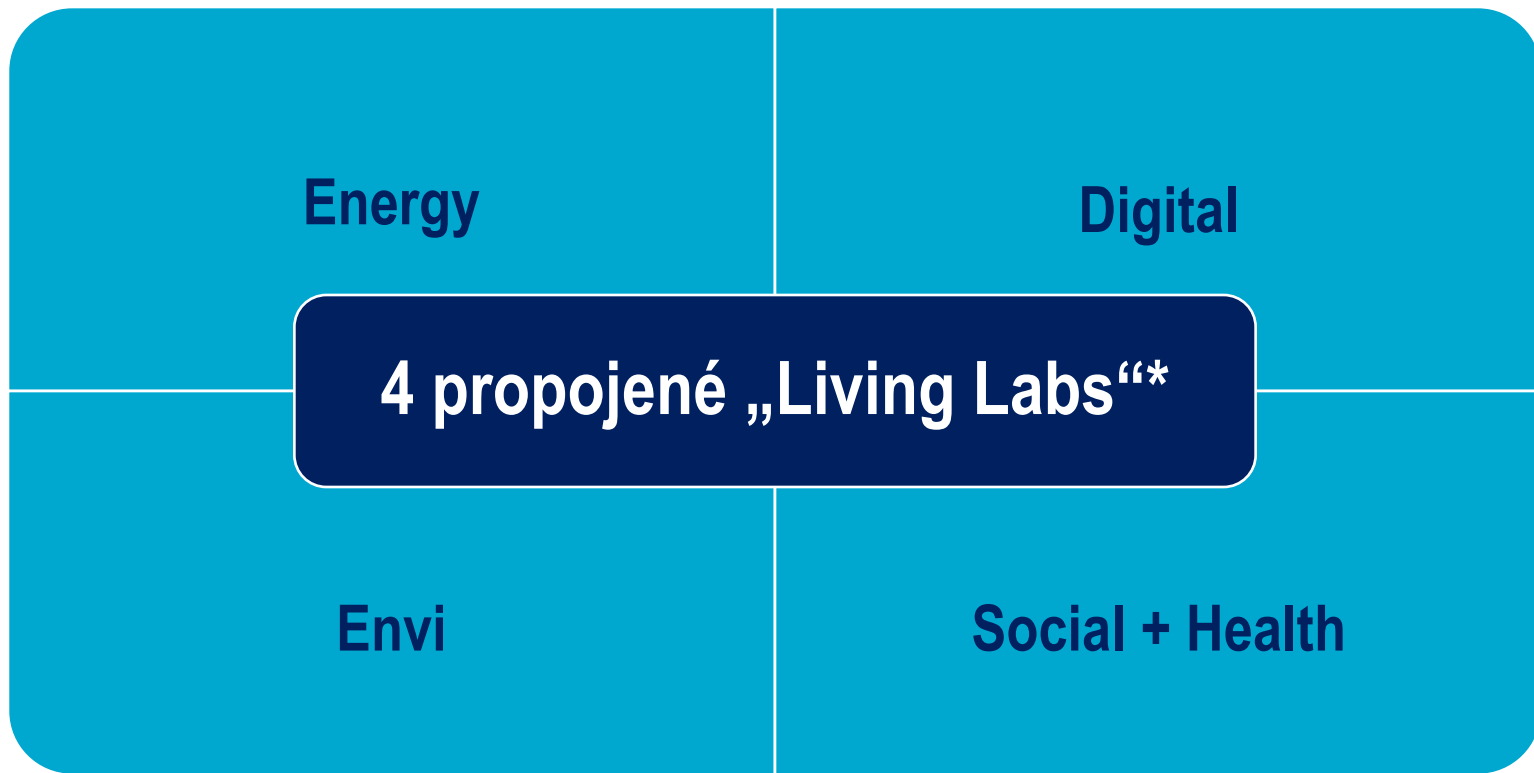 Energy
Digital
4 propojené „Living Labs“*
Envi
Social + Health